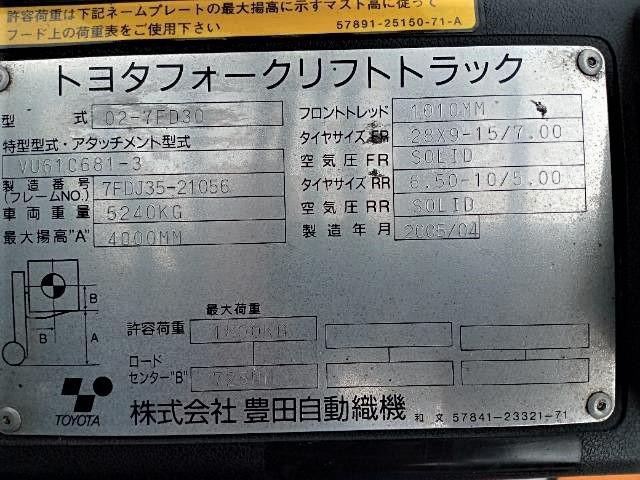 許容荷重は下記ネームプレートの最大揚高に示すマスト高に従って
フード上の荷重表をご使用下さい
57891-25150-71-A
トヨタフォークリフトトラック
型式 02-7FD30
特型型式・アタッチメント型式
VU61C681-3
製造番号 (フレームNO.) 7FDJ35-21056
車両重量 5240KG
最大揚高"A" 4000MM
フロントトレッド 1010MM
タイヤサイズ FR 28X9-15/7.00
空気圧 FR SOLID
タイヤサイズ RR 6.50-10/5.00
空気圧 RR SOLID
製造年月 2005/04
B
B
A
最大荷重
許容荷重
ロードセンター"B"
TOYOTA
株式会社 豊田自動織機
和文 57841-23321-71